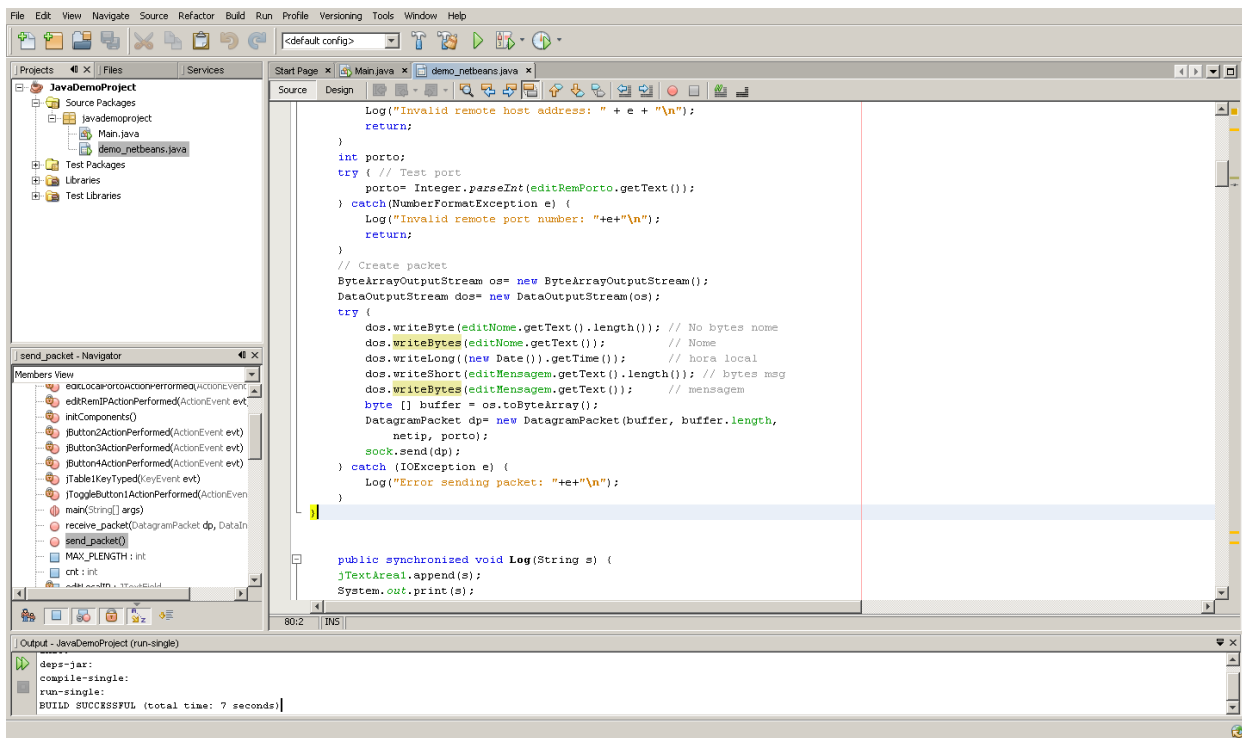 File Edit View Navigate Source Refactor Build Run Profile Versioning Tools Window Help
<default config>
Projects Files Services
JavaDemoProject
Source Packages
javademoproject
Main.java
demo_netbeans.java
Test Packages
Libraries
Test Libraries
Start Page Main.java demo_netbeans.java
Source Design
Log("Invalid remote host address: " + e + "\n");
return;
}
int porto;
try { // Test port
porto= Integer.parseInt(editRemPorto.getText());
} catch(NumberFormatException e) {
Log("Invalid remote port number: "+e+"\n");
return;
}
// Create packet
ByteArrayOutputStream os= new ByteArrayOutputStream();
DataOutputStream dos= new DataOutputStream(os);
try {
dos.writeByte(editNome.getText().length()); // No bytes nome
dos.writeBytes(editNome.getText()); // Nome
dos.writeLong((new Date()).getTime()); // hora local
dos.writeShort(editMensagem.getText().length()); // bytes msg
dos.writeBytes(editMensagem.getText()); // mensagem
byte [] buffer = os.toByteArray();
DatagramPacket dp= new DatagramPacket(buffer, buffer.length,
netip, porto);
sock.send(dp);
} catch (IOException e) {
Log("Error sending packet: "+e+"\n");
}
}
public synchronized void Log(String s) {
jTextArea1.append(s);
System.out.print(s);
80:2 INS
send_packet - Navigator
Members View
editLocalPortoActionPerformed(ActionEvent
editRemIPActionPerformed(ActionEvent evt)
initComponents()
jButton2ActionPerformed(ActionEvent evt)
jButton3ActionPerformed(ActionEvent evt)
jButton4ActionPerformed(ActionEvent evt)
jTable1KeyTyped(KeyEvent evt)
jToggleButton1ActionPerformed(ActionEven
main(String[] args)
receive_packet(DatagramPacket dp, DataIn
send_packet()
MAX_PLENGTH : int
cnt : int
editLocalIP : JTextField
Output - JavaDemoProject (run-single)
deps-jar:
compile-single:
run-single:
BUILD SUCCESSFUL (total time: 7 seconds)